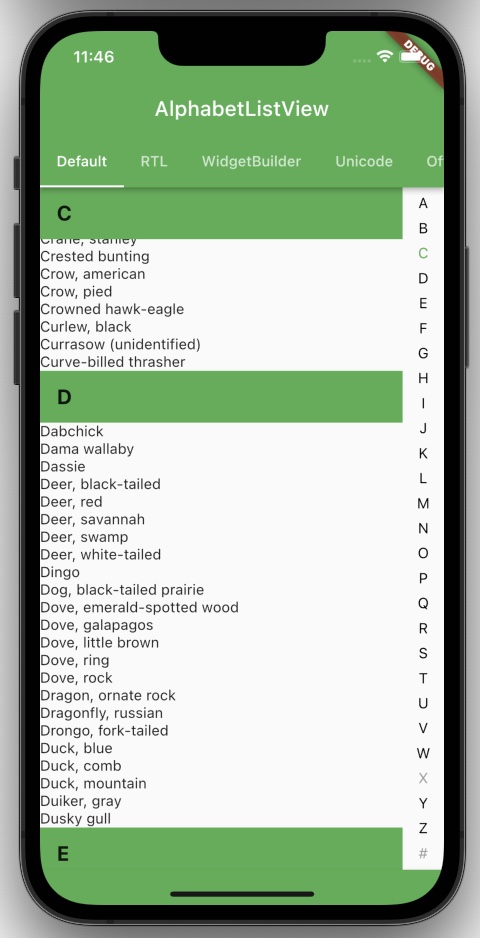 11:46
DEBUG
AlphabetListView
Default RTL WidgetBuilder Unicode Of
C
Crane, stanley
Crested bunting
Crow, american
Crow, pied
Crowned hawk-eagle
Curlew, black
Currasow (unidentified)
Curve-billed thrasher
D
Dabchick
Dama wallaby
Dassie
Deer, black-tailed
Deer, red
Deer, savannah
Deer, swamp
Deer, white-tailed
Dingo
Dog, black-tailed prairie
Dove, emerald-spotted wood
Dove, galapagos
Dove, little brown
Dove, ring
Dove, rock
Dragon, ornate rock
Dragonfly, russian
Drongo, fork-tailed
Duck, blue
Duck, comb
Duck, mountain
Duiker, gray
Dusky gull
E
A
B
C
D
E
F
G
H
I
J
K
L
M
N
O
P
Q
R
S
T
U
V
W
X
Y
Z
#